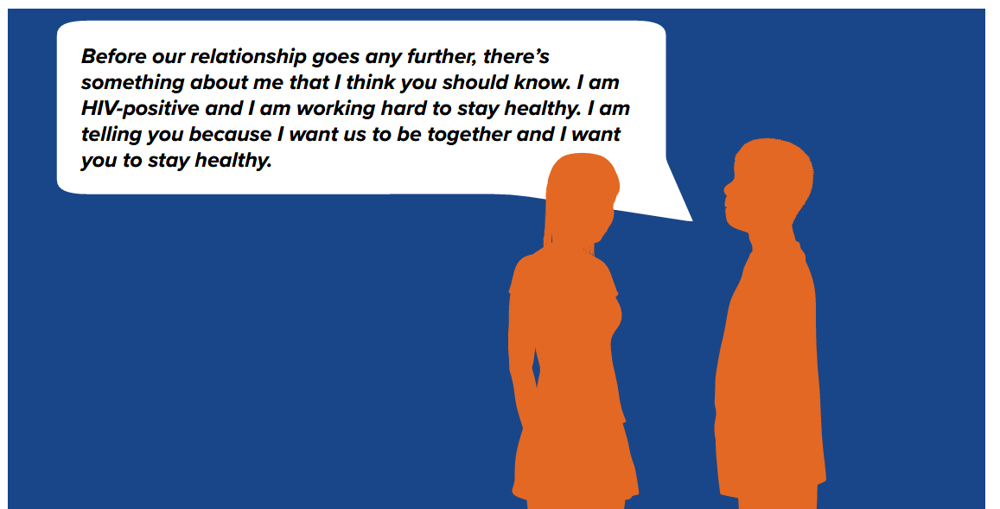 Before our relationship goes any further, there’s
something about me that I think you should know. I am
HIV-positive and I am working hard to stay healthy. I am
telling you because I want us to be together and I want
you to stay healthy.